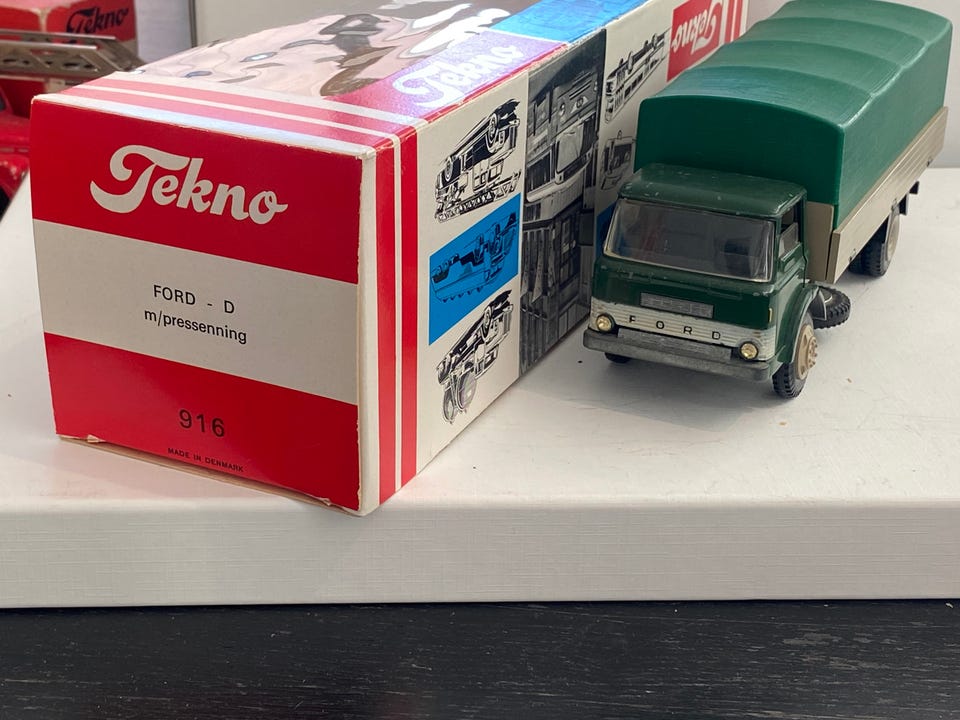 Tekno
Tekno
Tekno
Tekno
FORD - D
m/pressenning
916
MADE IN DENMARK
FORD